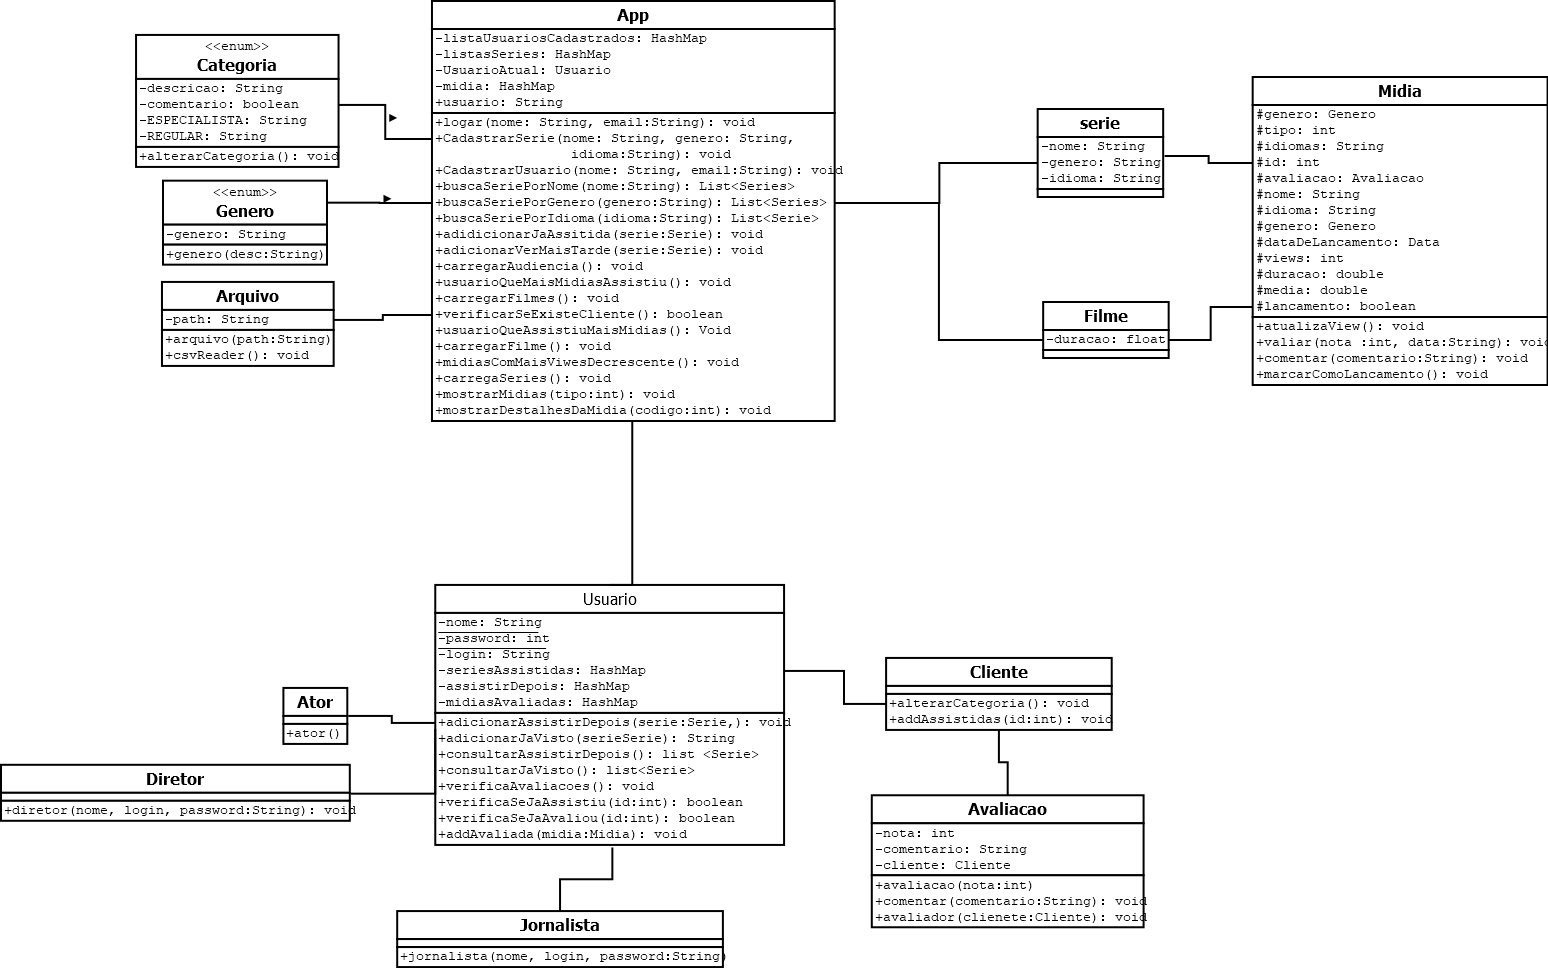 <<enum>>
Categoria
-descricao: String
-comentario: boolean
-ESPECIALISTA: String
-REGULAR: String
+alterarCategoria(): void
<<enum>>
Genero
-genero: String
+genero(desc:String)
Arquivo
-path: String
+arquivo(path:String)
+csvReader(): void
App
-listaUsuariosCadastrados: HashMap
-listasSeries: HashMap
-UsuarioAtual: Usuario
-midia: HashMap
+usuario: String
+logar(nome: String, email:String): void
+CadastrarSerie(nome: String, genero: String,
idioma:String): void
+CadastrarUsuario(nome: String, email:String): void
+buscaSeriePorNome(nome:String): List<Series>
+buscaSeriePorGenero(genero:String): List<Series>
+buscaSeriePorIdioma(idioma:String): List<Serie>
+adidicionarJaAssitida(serie:Serie): void
+adicionarVerMaisTarde(serie:Serie): void
+carregarAudiencia(): void
+usuarioQueMaisMidiasAssistiu(): void
+carregarFilmes(): void
+verificarSeExisteCliente(): boolean
+usuarioQueAssistiuMaisMidias(): Void
+carregarFilme(): void
+midiasComMaisViwesDecrescente(): void
+carregaSeries(): void
+mostrarMidias(tipo:int): void
+mostrarDestalhesDaMidia(codigo:int): void
serie
-nome: String
-genero: String
-idioma: String
Filme
-duracao: float
Midia
#genero: Genero
#tipo: int
#idiomas: String
#id: int
#avaliacao: Avaliacao
#nome: String
#idioma: String
#genero: Genero
#dataDeLancamento: Data
#views: int
#duracao: double
#media: double
#lancamento: boolean
+atualizaView(): void
+valiar(nota :int, data:String): void
+comentar(comentario:String): void
+marcarComoLancamento(): void
Usuario
-nome: String
-password: int
-login: String
-seriesAssistidas: HashMap
-assistirDepois: HashMap
-midiasAvaliadas: HashMap
+adicionarAssistirDepois(serie:Serie,): void
+adicionarJaVisto(serieSerie): String
+consultarAssistirDepois(): list <Serie>
+consultarJaVisto(): list<Serie>
+verificaAvaliacoes(): void
+verificaSeJaAssistiu(id:int): boolean
+verificaSeJaAvaliou(id:int): boolean
+addAvaliada(midia:Midia): void
Ator
+ator()
Diretor
+diretor(nome, login, password:String): void
Jornalista
+jornalista(nome, login, password:String)
Cliente
+alterarCategoria(): void
+addAssistidas(id:int): void
Avaliacao
-nota: int
-comentario: String
-cliente: Cliente
+avaliacao(nota:int)
+comentar(comentario:String): void
+avaliador(clienete:Cliente): void